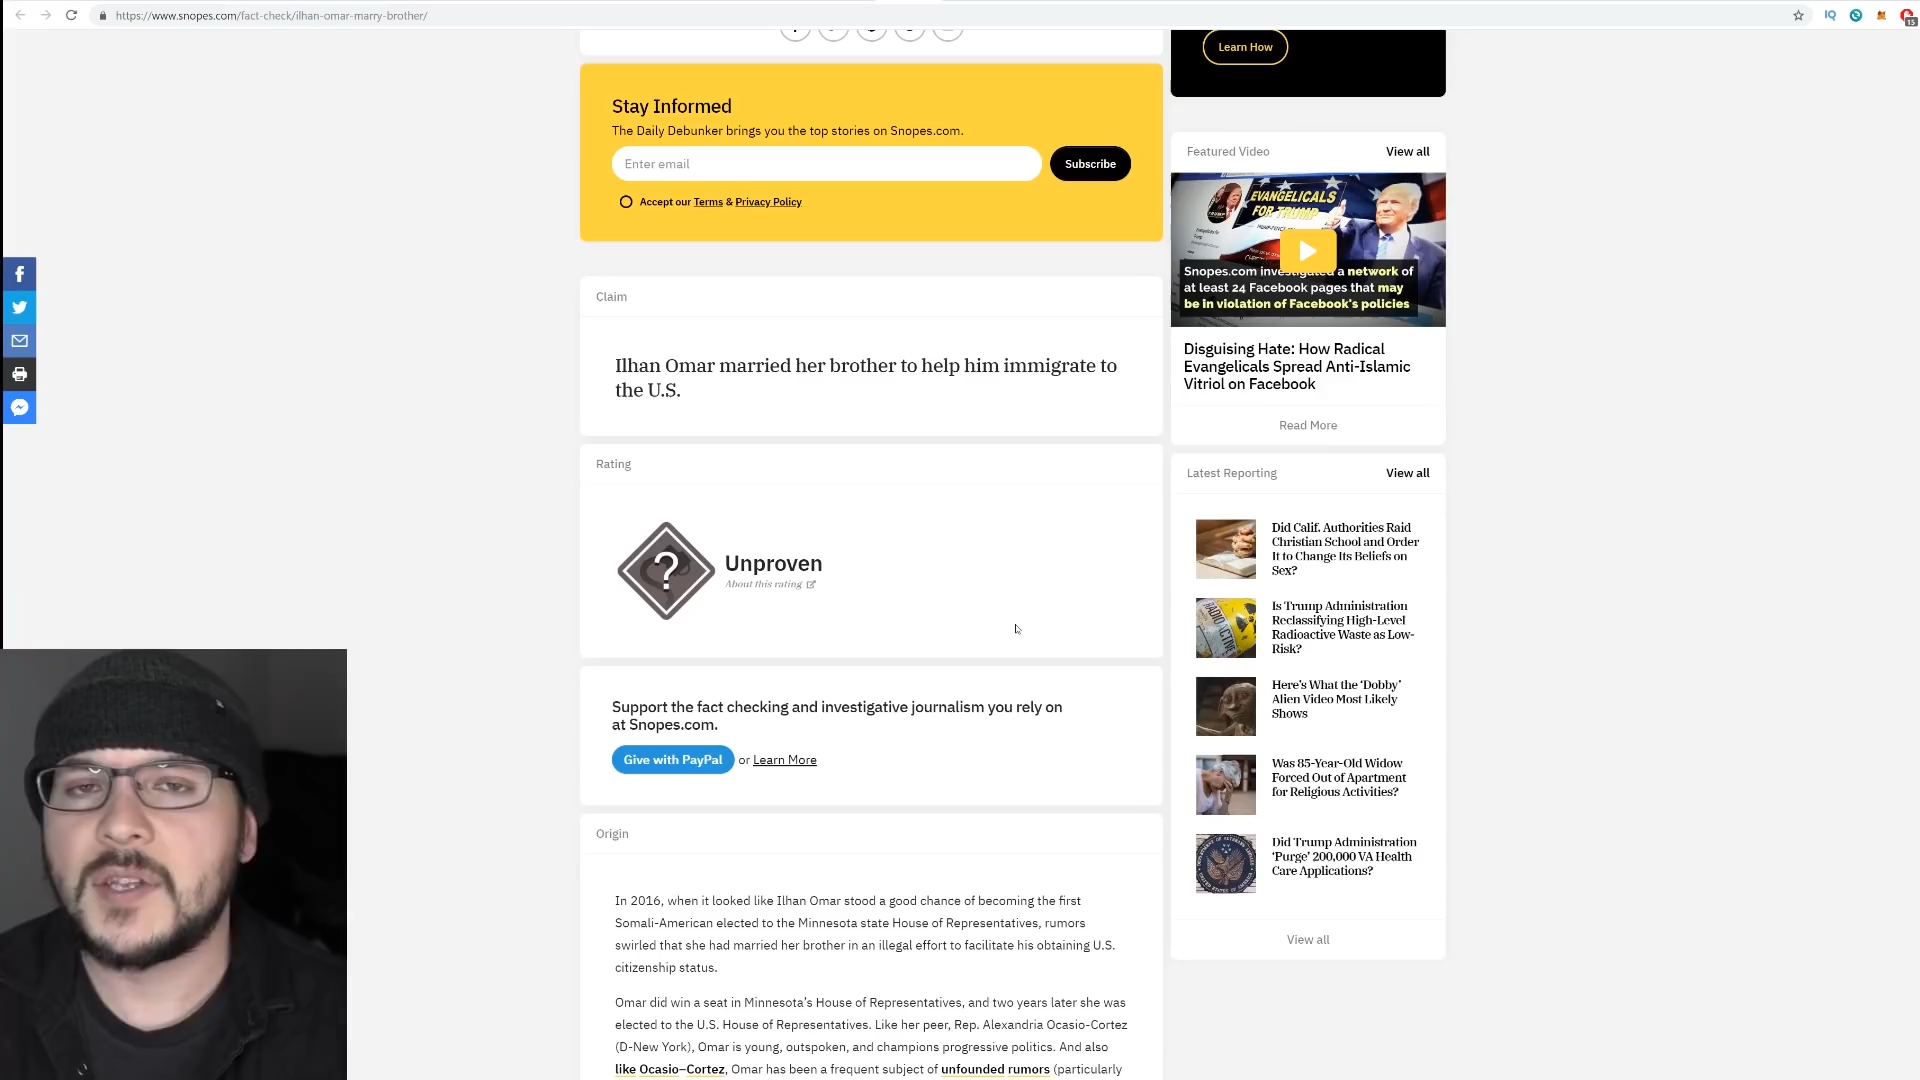 https://www.snopes.com/fact-check/ilhan-omar-marry-brother/
IQ
15
Learn How
Stay Informed
The Daily Debunker brings you the top stories on Snopes.com.
Enter email
Subscribe
Accept our Terms & Privacy Policy
Claim
Ilhan Omar married her brother to help him immigrate to
the U.S.
Rating
?
Unproven
About this rating
Support the fact checking and investigative journalism you rely on
at Snopes.com.
Give with PayPal or Learn More
Origin
In 2016, when it looked like Ilhan Omar stood a good chance of becoming the first
Somali-American elected to the Minnesota state House of Representatives, rumors
swirled that she had married her brother in an illegal effort to facilitate his obtaining U.S.
citizenship status.
Omar did win a seat in Minnesota’s House of Representatives, and two years later she was
elected to the U.S. House of Representatives. Like her peer, Rep. Alexandria Ocasio-Cortez
(D-New York), Omar is young, outspoken, and champions progressive politics. And also
like Ocasio–Cortez, Omar has been a frequent subject of unfounded rumors (particularly
Featured Video
View all
EVANGELICALS
FOR TRUMP
Snopes.com investigated a network of
at least 24 Facebook pages that may
be in violation of Facebook's policies
Disguising Hate: How Radical
Evangelicals Spread Anti-Islamic
Vitriol on Facebook
Read More
Latest Reporting
View all
Did Calif. Authorities Raid
Christian School and Order
It to Change Its Beliefs on
Sex?
RADIOACTIVE
Is Trump Administration
Reclassifying High-Level
Radioactive Waste as Low-
Risk?
Here’s What the ‘Dobby’
Alien Video Most Likely
Shows
Was 85-Year-Old Widow
Forced Out of Apartment
for Religious Activities?
Did Trump Administration
‘Purge’ 200,000 VA Health
Care Applications?
View all